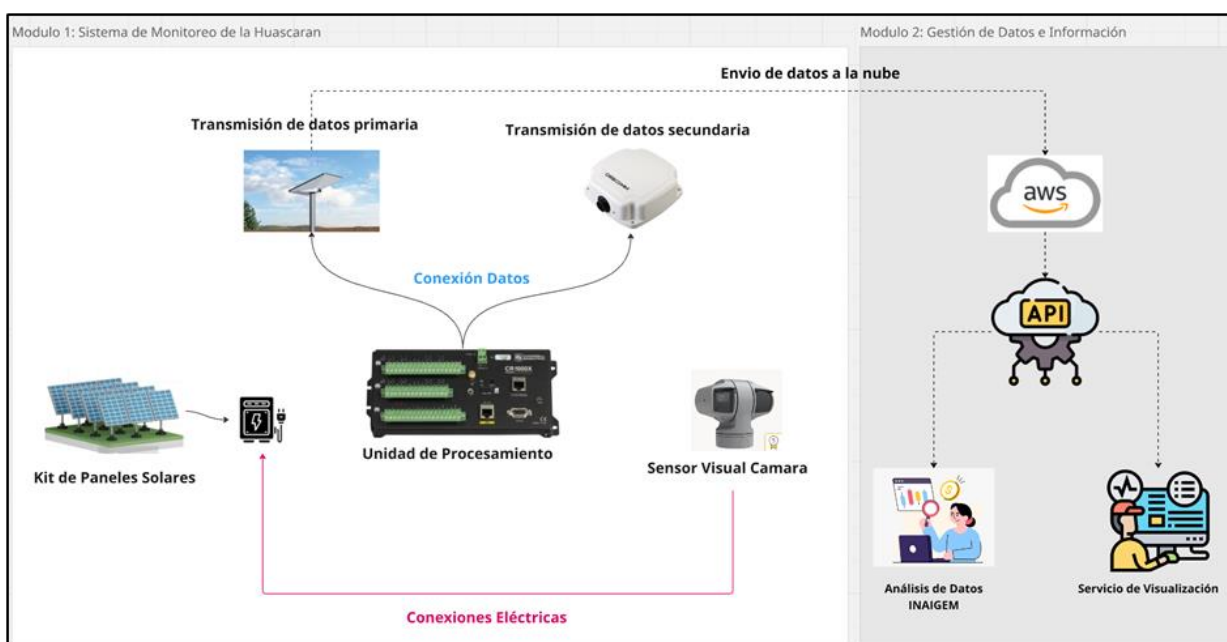 Modulo 1: Sistema de Monitoreo de la Huascaran
Modulo 2: Gestión de Datos e Información
Envio de datos a la nube
Transmisión de datos primaria
Transmisión de datos secundaria
ORBCOMM
aws
Conexión Datos
API
CR1000X
Unidad de Procesamiento
Sensor Visual Camara
Kit de Paneles Solares
Análisis de Datos
INAIGEM
Servicio de Visualización
Conexiones Eléctricas